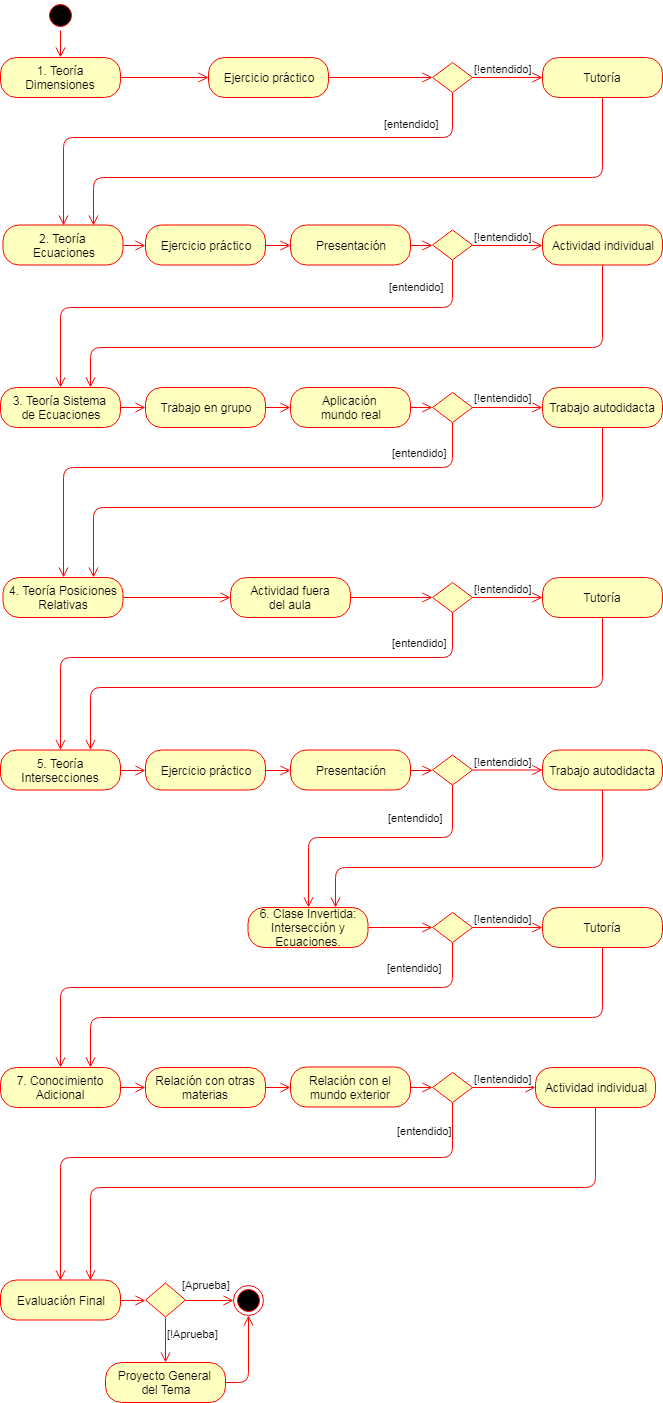 1. Teoría
Dimensiones
Ejercicio práctico
[!entendido]
Tutoría
[entendido]
2. Teoría
Ecuaciones
Ejercicio práctico
Presentación
[!entendido]
Actividad individual
[entendido]
3. Teoría Sistema
de Ecuaciones
Trabajo en grupo
Aplicación
mundo real
[!entendido]
Trabajo autodidacta
[entendido]
4. Teoría Posiciones
Relativas
Actividad fuera
del aula
[!entendido]
Tutoría
[entendido]
5. Teoría
Intersecciones
Ejercicio práctico
Presentación
[!entendido]
Trabajo autodidacta
[entendido]
6. Clase Invertida:
Intersección y
Ecuaciones.
[!entendido]
Tutoría
[entendido]
7. Conocimiento
Adicional
Relación con otras
materias
Relación con el
mundo exterior
[!entendido]
Actividad individual
[entendido]
Evaluación Final
[Aprueba]
[!Aprueba]
Proyecto General
del Tema